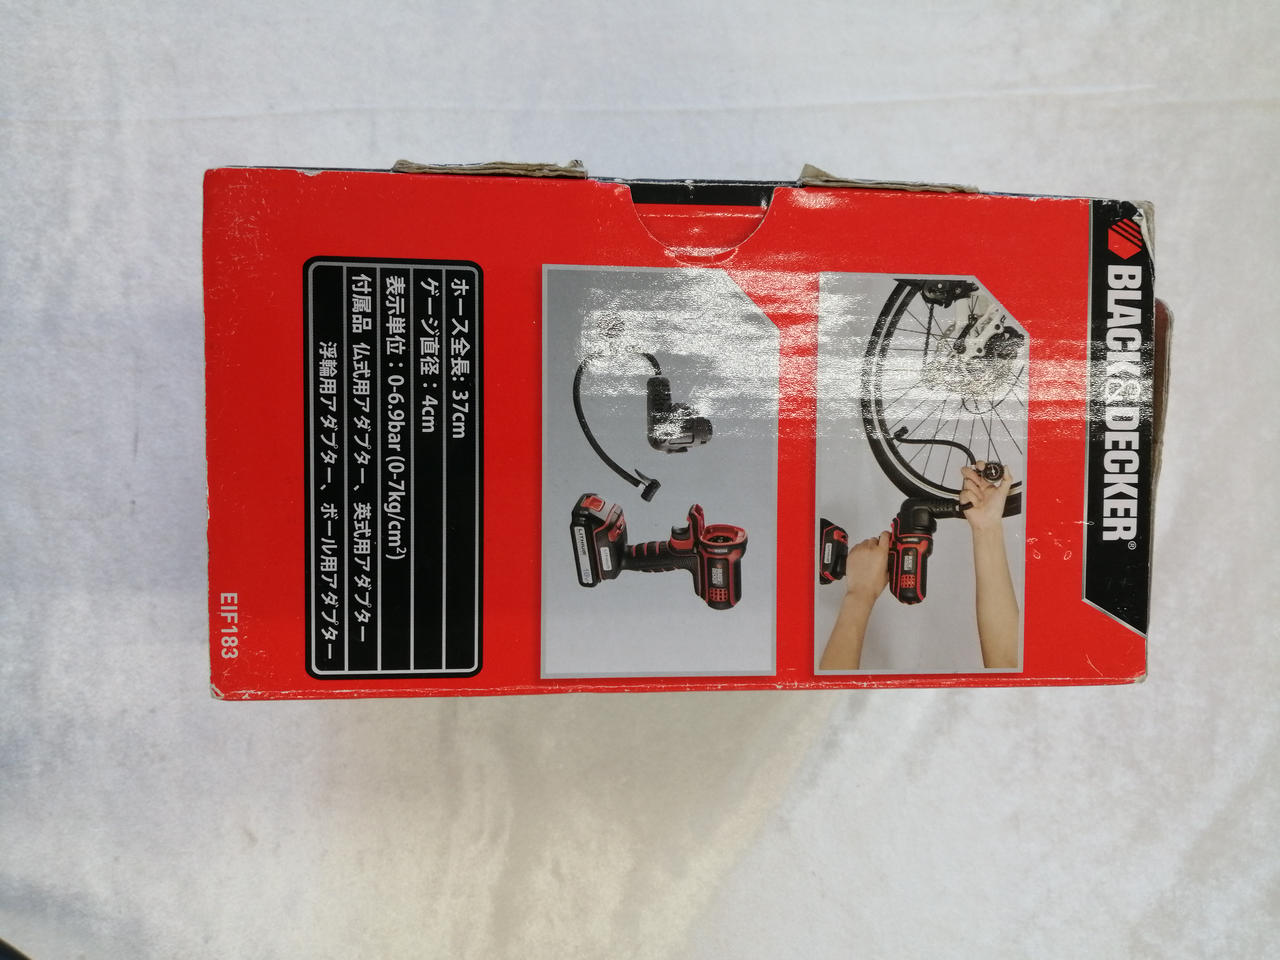 BLACK&DECKER®
ホース全長: 37cm
ゲージ直径：4cm
表示単位：0-6.9bar (0-7kg/cm²)
付属品 仏式用アダプター、英式用アダプター
浮輪用アダプター、ボール用アダプター
EIF183
LITHIUM